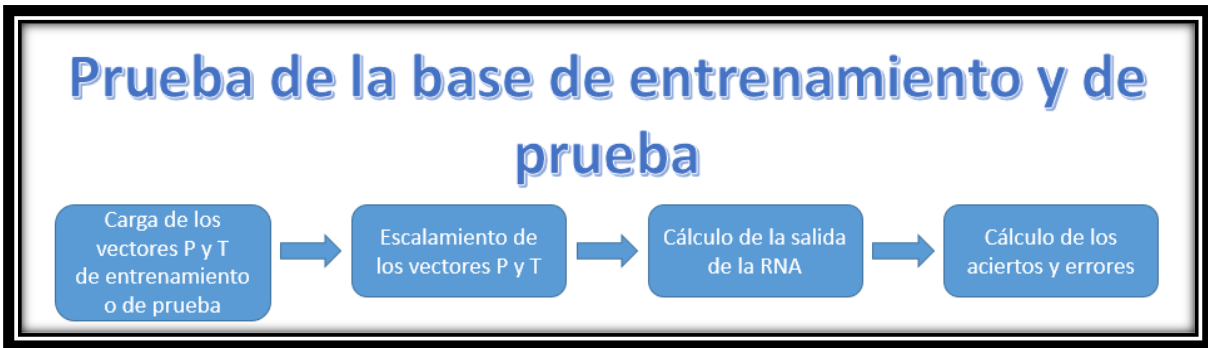 Prueba de la base de entrenamiento y de
prueba
Carga de los
vectores P y T
de entrenamiento
o de prueba
Escalamiento de
los vectores P y T
Cálculo de la salida
de la RNA
Cálculo de los
aciertos y errores